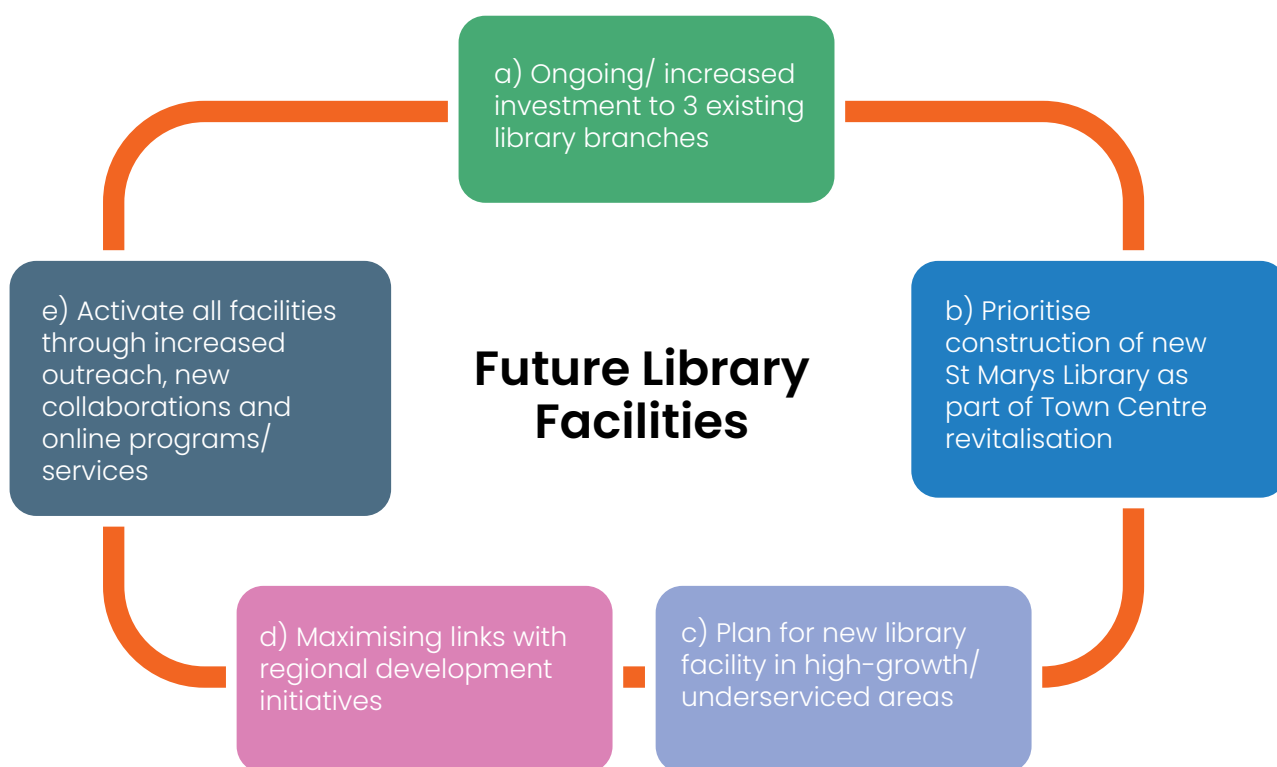 a) Ongoing/ increased
investment to 3 existing
library branches
e) Activate all facilities
through increased
outreach, new
collaborations and
online programs/
services
Future Library
Facilities
b) Prioritise
construction of new
St Marys Library as
part of Town Centre
revitalisation
d) Maximising links with
regional development
initiatives
c) Plan for new library
facility in high-growth/
underserviced areas